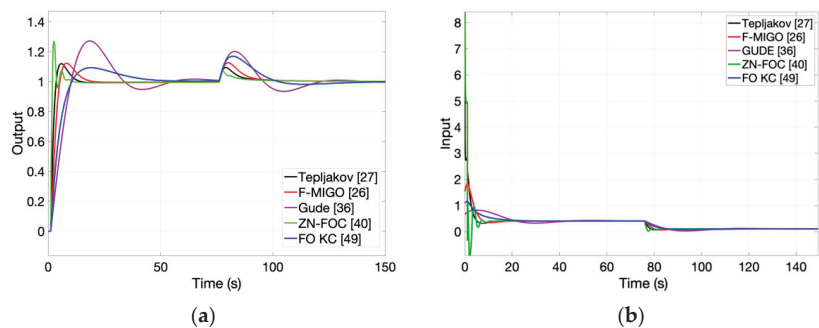 1.4
1.2
1
0.8
0.6
0.4
0.2
0
0
50
100
150
Output
Time (s)
Tepljakov [27]
F-MIGO [26]
Gude [36]
ZN-FOC [40]
FO KC [49]
(a)
8
7
6
5
4
3
2
1
0
0
20
40
60
80
100
120
140
Input
Time (s)
Tepljakov [27]
F-MIGO [26]
GUDE [36]
ZN-FOC [40]
FO KC [49]
(b)